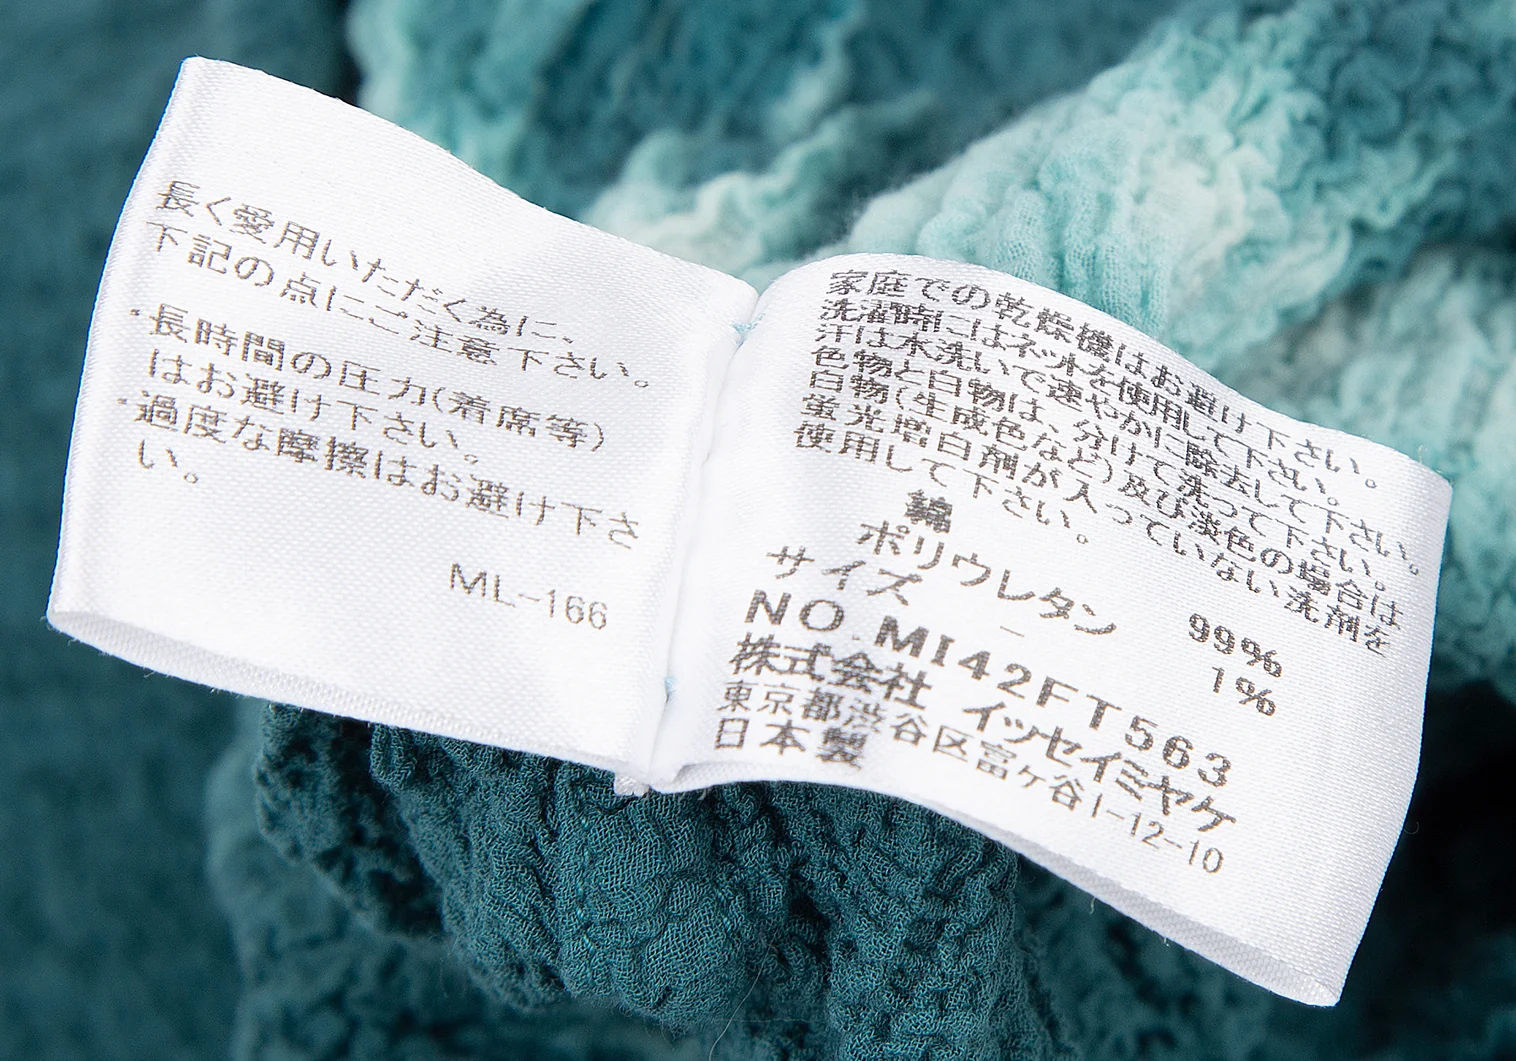 長く愛用いただく為に、
下記の点にご注意下さい。
・長時間の圧力(着席等)
はお避け下さい。
・過度な摩擦はお避け下さ
い。
ML-166
家庭での乾燥機はお避け下さい。
洗濯時にはネットを使用して下さい。
汗は水洗いで速やかに除去して下さい。
色物と白物は、分けて洗って下さい。
白物(生成色など)及び淡色の場合は
蛍光増白剤が入っていない洗剤を
使用して下さい。
綿 99%
ポリウレタン 1%
サイズ -
NO.MI42FT563
株式会社 イッセイミヤケ
東京都渋谷区富ヶ谷1-12-10
日本製